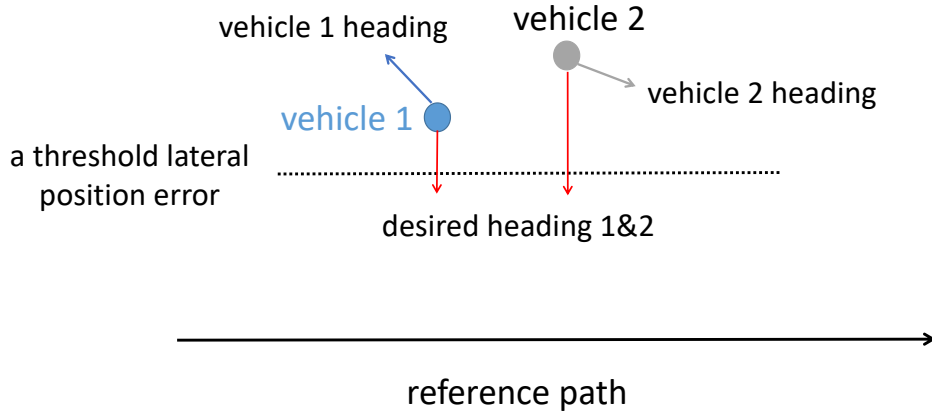 vehicle 1 heading
vehicle 2
vehicle 2 heading
vehicle 1
a threshold lateral
position error
desired heading 1&2
reference path